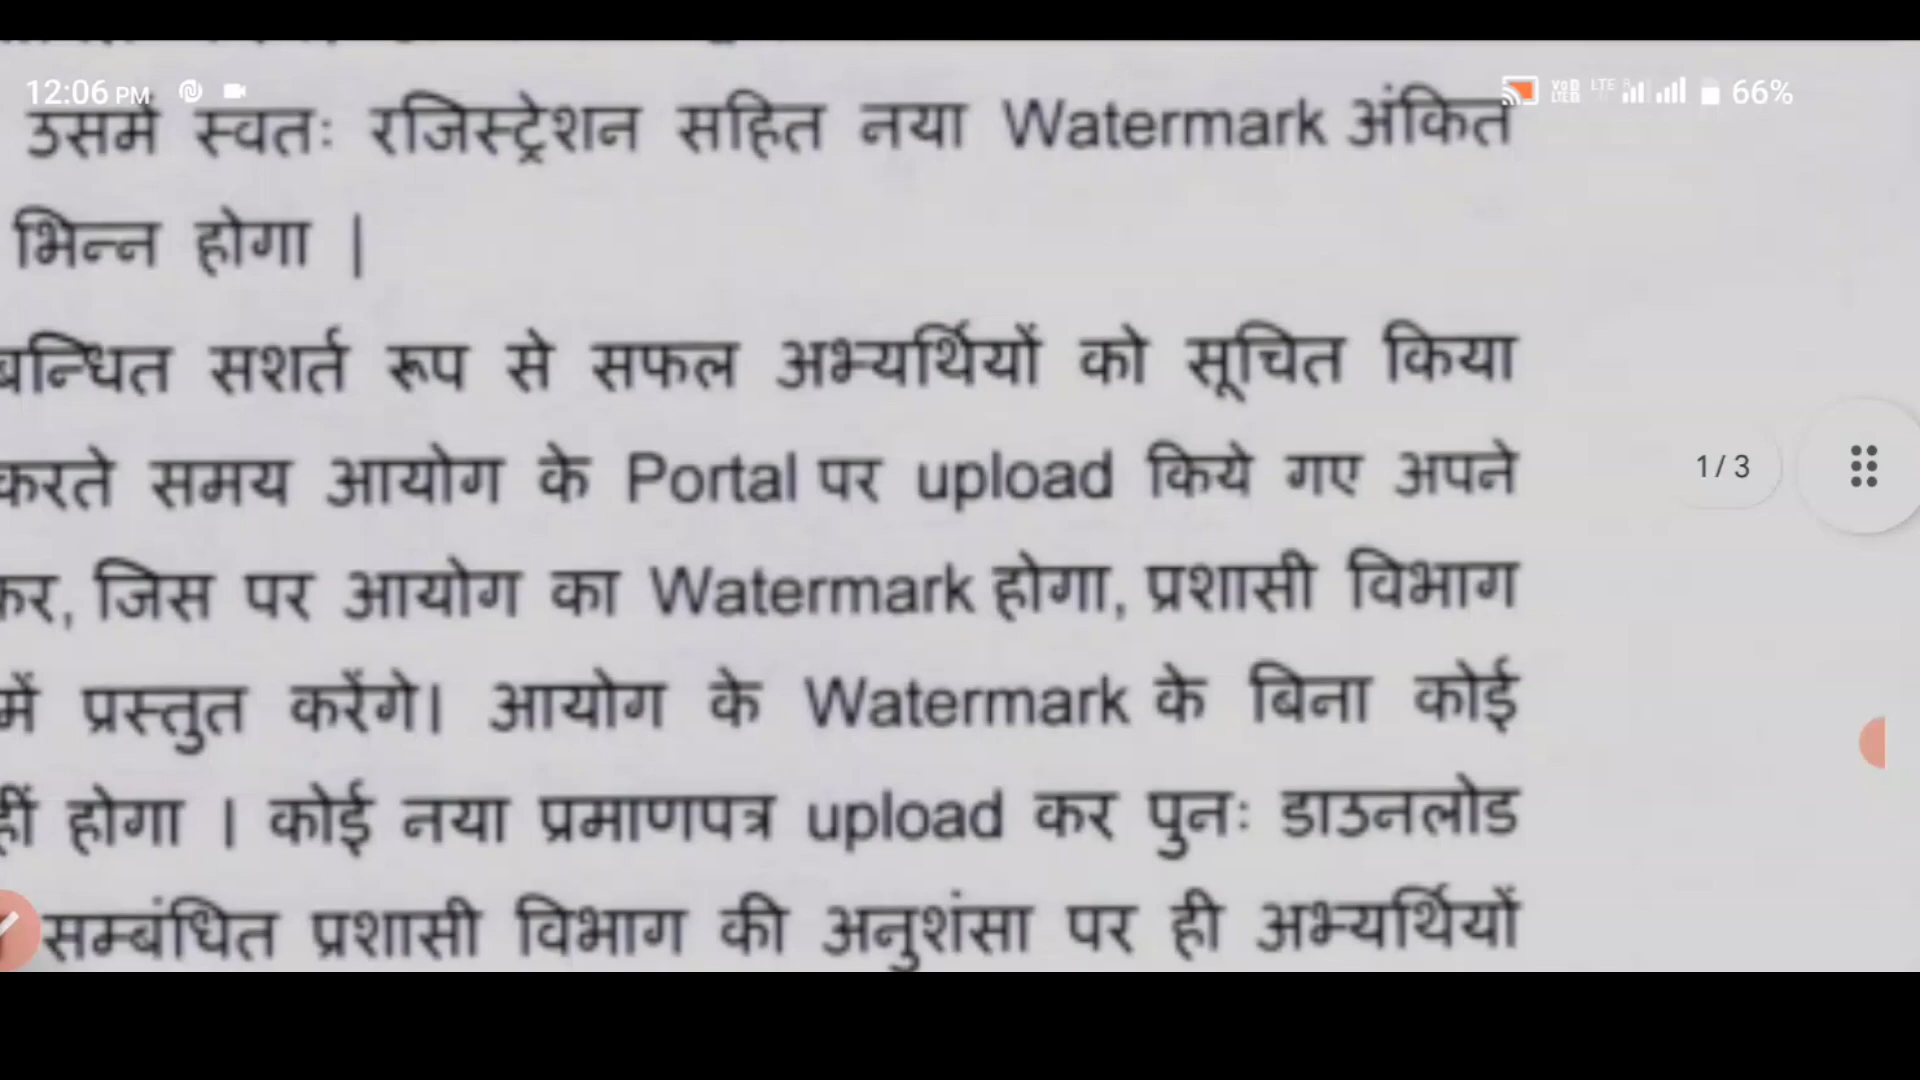 12:06 PM 66%
उसमें स्वतः रजिस्ट्रेशन सहित नया Watermark अंकित
भिन्न होगा |
बन्धित सशर्त रूप से सफल अभ्यर्थियों को सूचित किया
करते समय आयोग के Portal पर upload किये गए अपने
1/3
कर, जिस पर आयोग का Watermark होगा, प्रशासी विभाग
में प्रस्तुत करेंगे। आयोग के Watermark के बिना कोई
होगा । कोई नया प्रमाणपत्र upload कर पुनः डाउनलोड
सम्बंधित प्रशासी विभाग की अनुशंसा पर ही अभ्यर्थियों